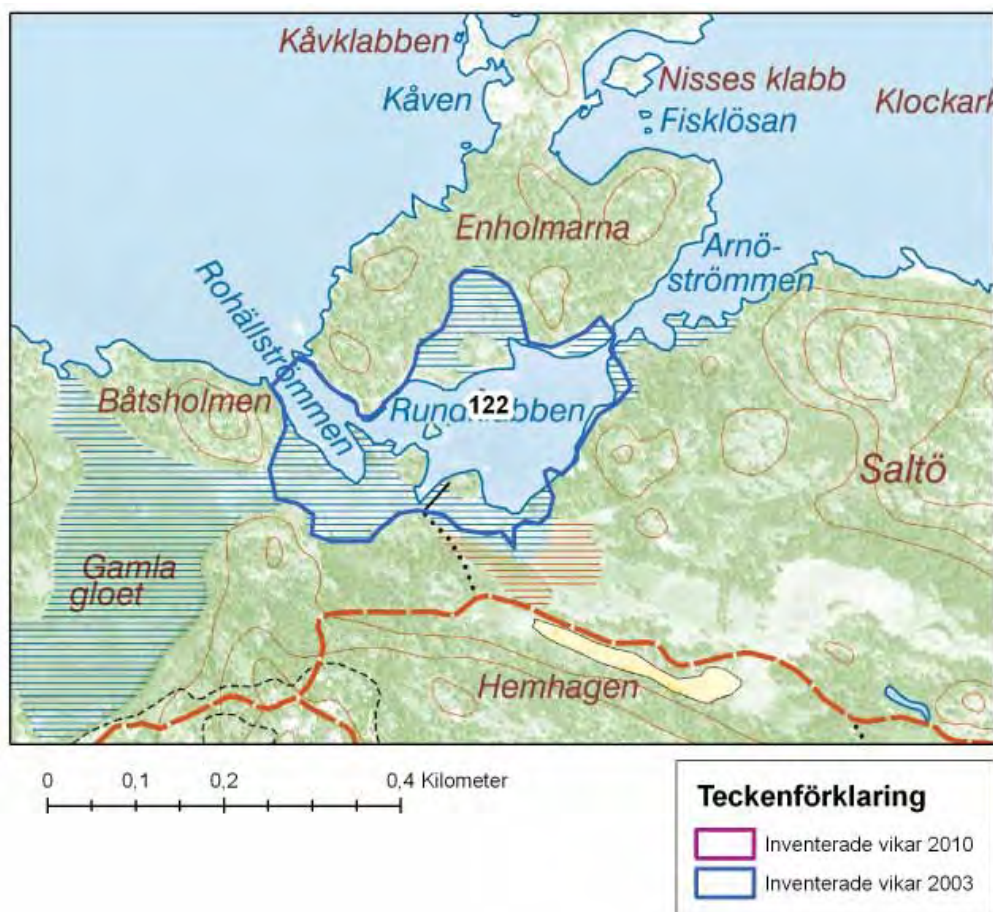 Kåvklabben
Nisses klabb
Kåven
Fisklösan
Klockark
Enholmarna
Arnö-
strömmen
Rohällströmmen
Båtsholmen
122
Saltö
Gamla
gloet
Hemhagen
0 0,1 0,2 0,4 Kilometer
Teckenförklaring
Inventerade vikar 2010
Inventerade vikar 2003